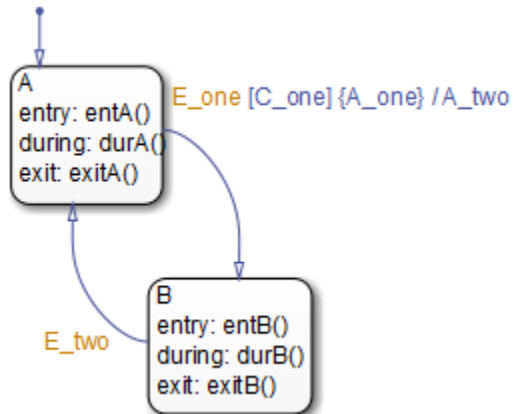 A
entry: entA()
during: durA()
exit: exitA()
E_one [C_one] {A_one} / A_two
B
entry: entB()
during: durB()
exit: exitB()
E_two